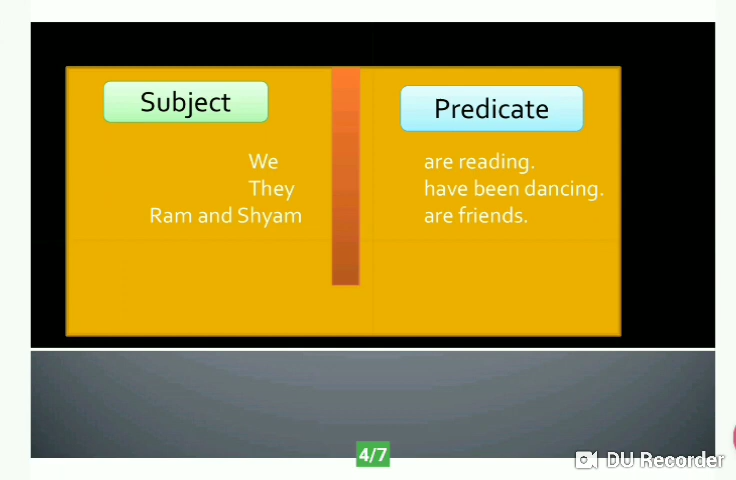 Subject Predicate
We are reading.
They have been dancing.
Ram and Shyam are friends.
4/7
DU Recorder